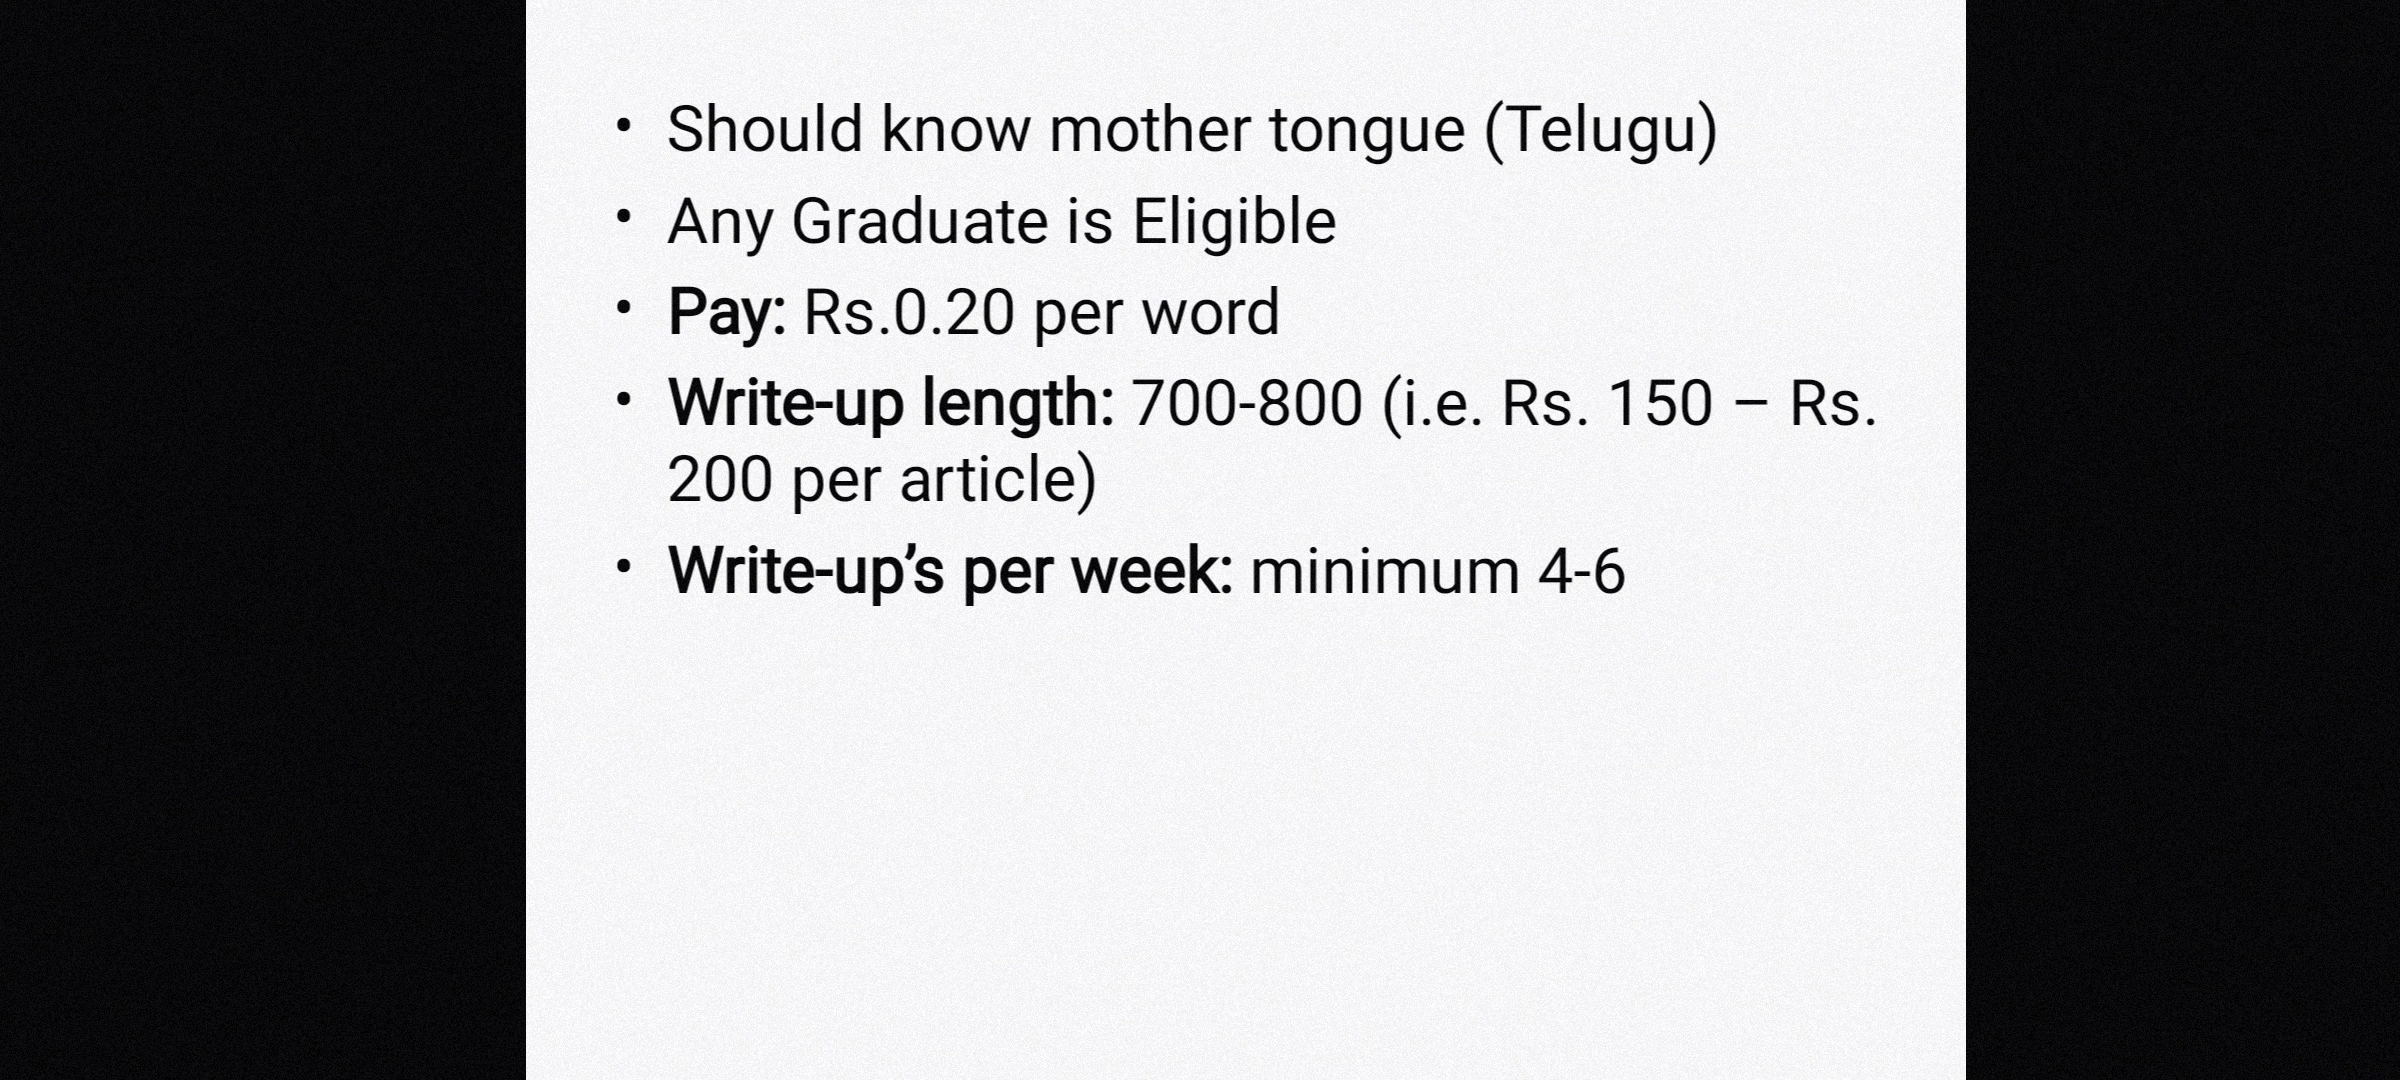 • Should know mother tongue (Telugu)
• Any Graduate is Eligible
• Pay: Rs.0.20 per word
• Write-up length: 700-800 (i.e. Rs. 150 – Rs.
200 per article)
• Write-up’s per week: minimum 4-6